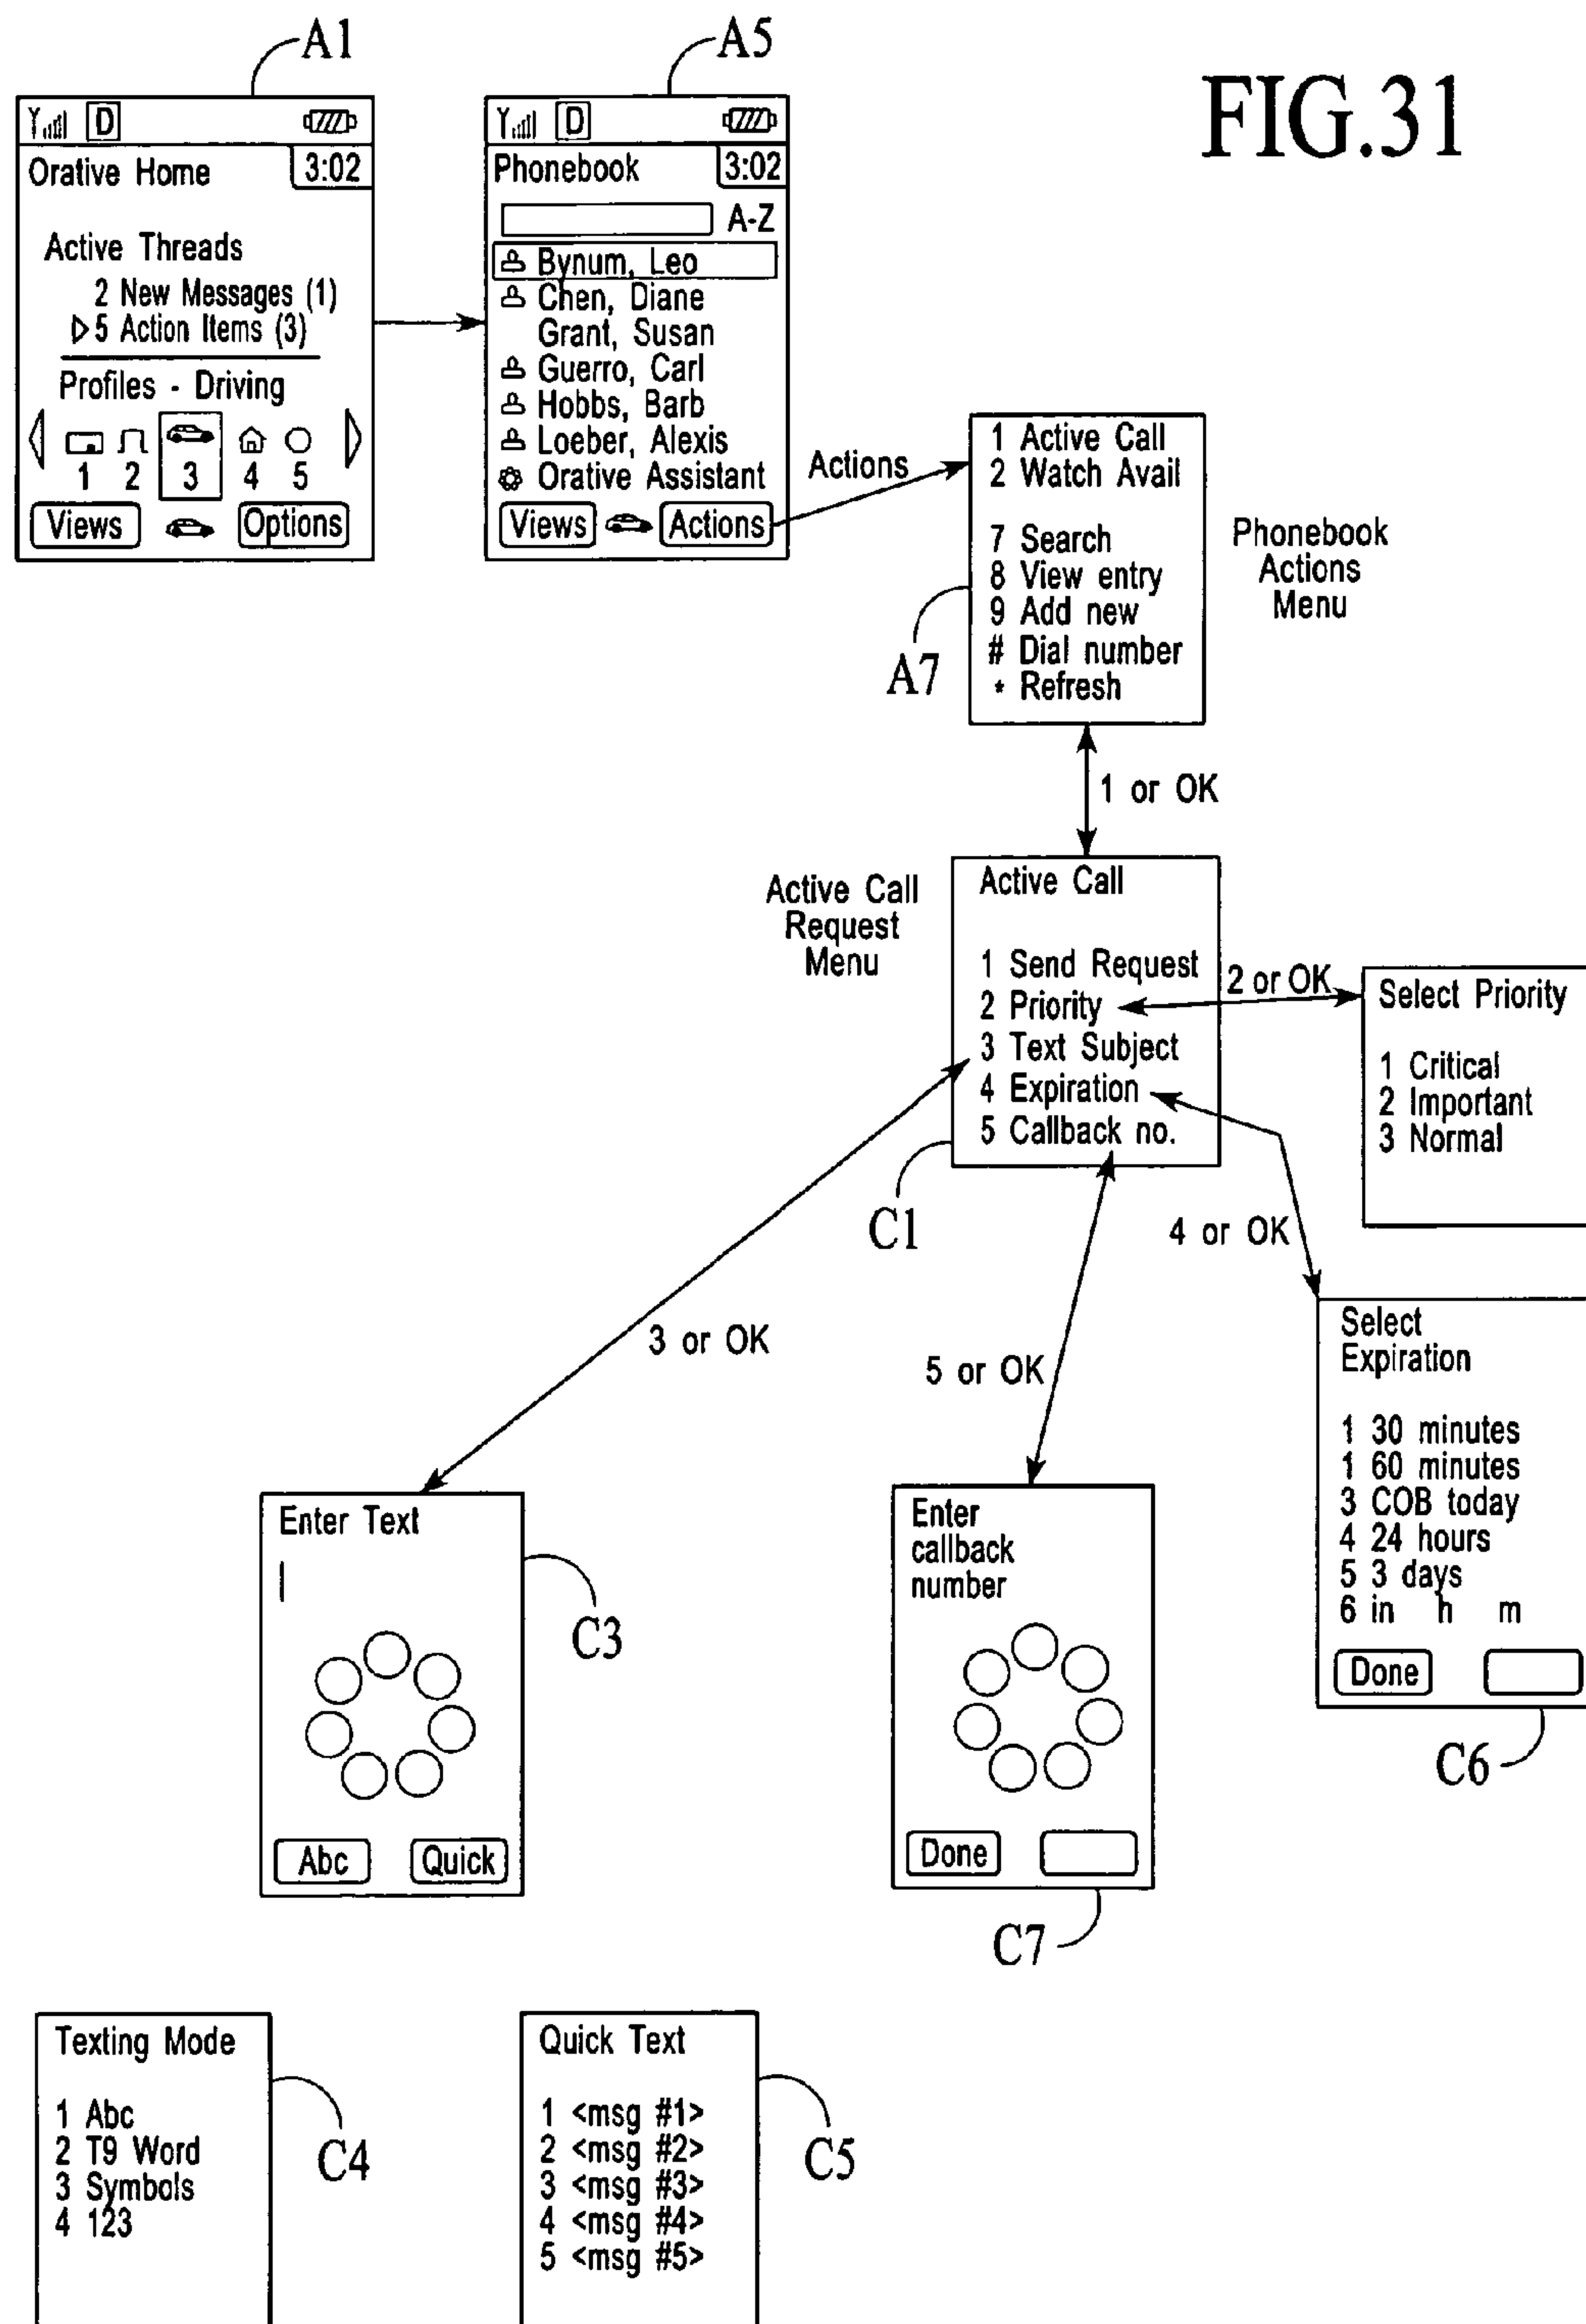 FIG.31
A1
D
Orative Home 3:02
Active Threads
2 New Messages (1)
5 Action Items (3)
Profiles - Driving
1 2 3 4 5
Views Options
A5
D
Phonebook 3:02
A-Z
Bynum, Leo
Chen, Diane
Grant, Susan
Guerro, Carl
Hobbs, Barb
Loeber, Alexis
Orative Assistant
Views Actions
Actions
1 Active Call
2 Watch Avail
7 Search
8 View entry
9 Add new
# Dial number
* Refresh
A7
Phonebook
Actions
Menu
1 or OK
Active Call
Request
Menu
Active Call
1 Send Request
2 Priority
3 Text Subject
4 Expiration
5 Callback no.
C1
2 or OK
Select Priority
1 Critical
2 Important
3 Normal
4 or OK
3 or OK
5 or OK
Select
Expiration
1 30 minutes
1 60 minutes
3 COB today
4 24 hours
5 3 days
6 in h m
Done
C6
Enter Text
Abc Quick
C3
Enter
callback
number
Done
C7
Texting Mode
1 Abc
2 T9 Word
3 Symbols
4 123
C4
Quick Text
1 <msg #1>
2 <msg #2>
3 <msg #3>
4 <msg #4>
5 <msg #5>
C5